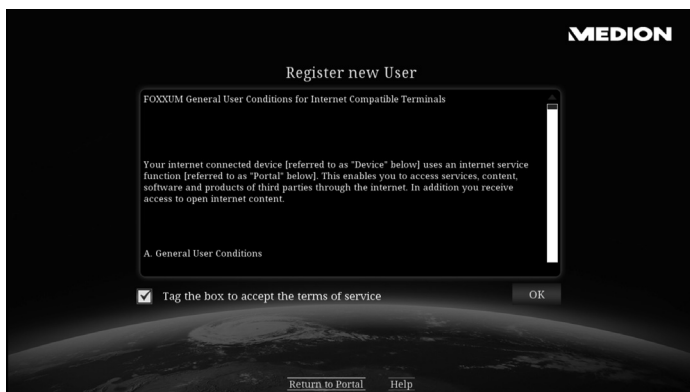 MEDION
Register new User
FOXXUM General User Conditions for Internet Compatible Terminals
Your internet connected device [referred to as "Device" below] uses an internet service
function [referred to as "Portal" below]. This enables you to access services, content,
software and products of third parties through the internet. In addition you receive
access to open internet content.
A. General User Conditions
Tag the box to accept the terms of service
OK
Return to Portal Help